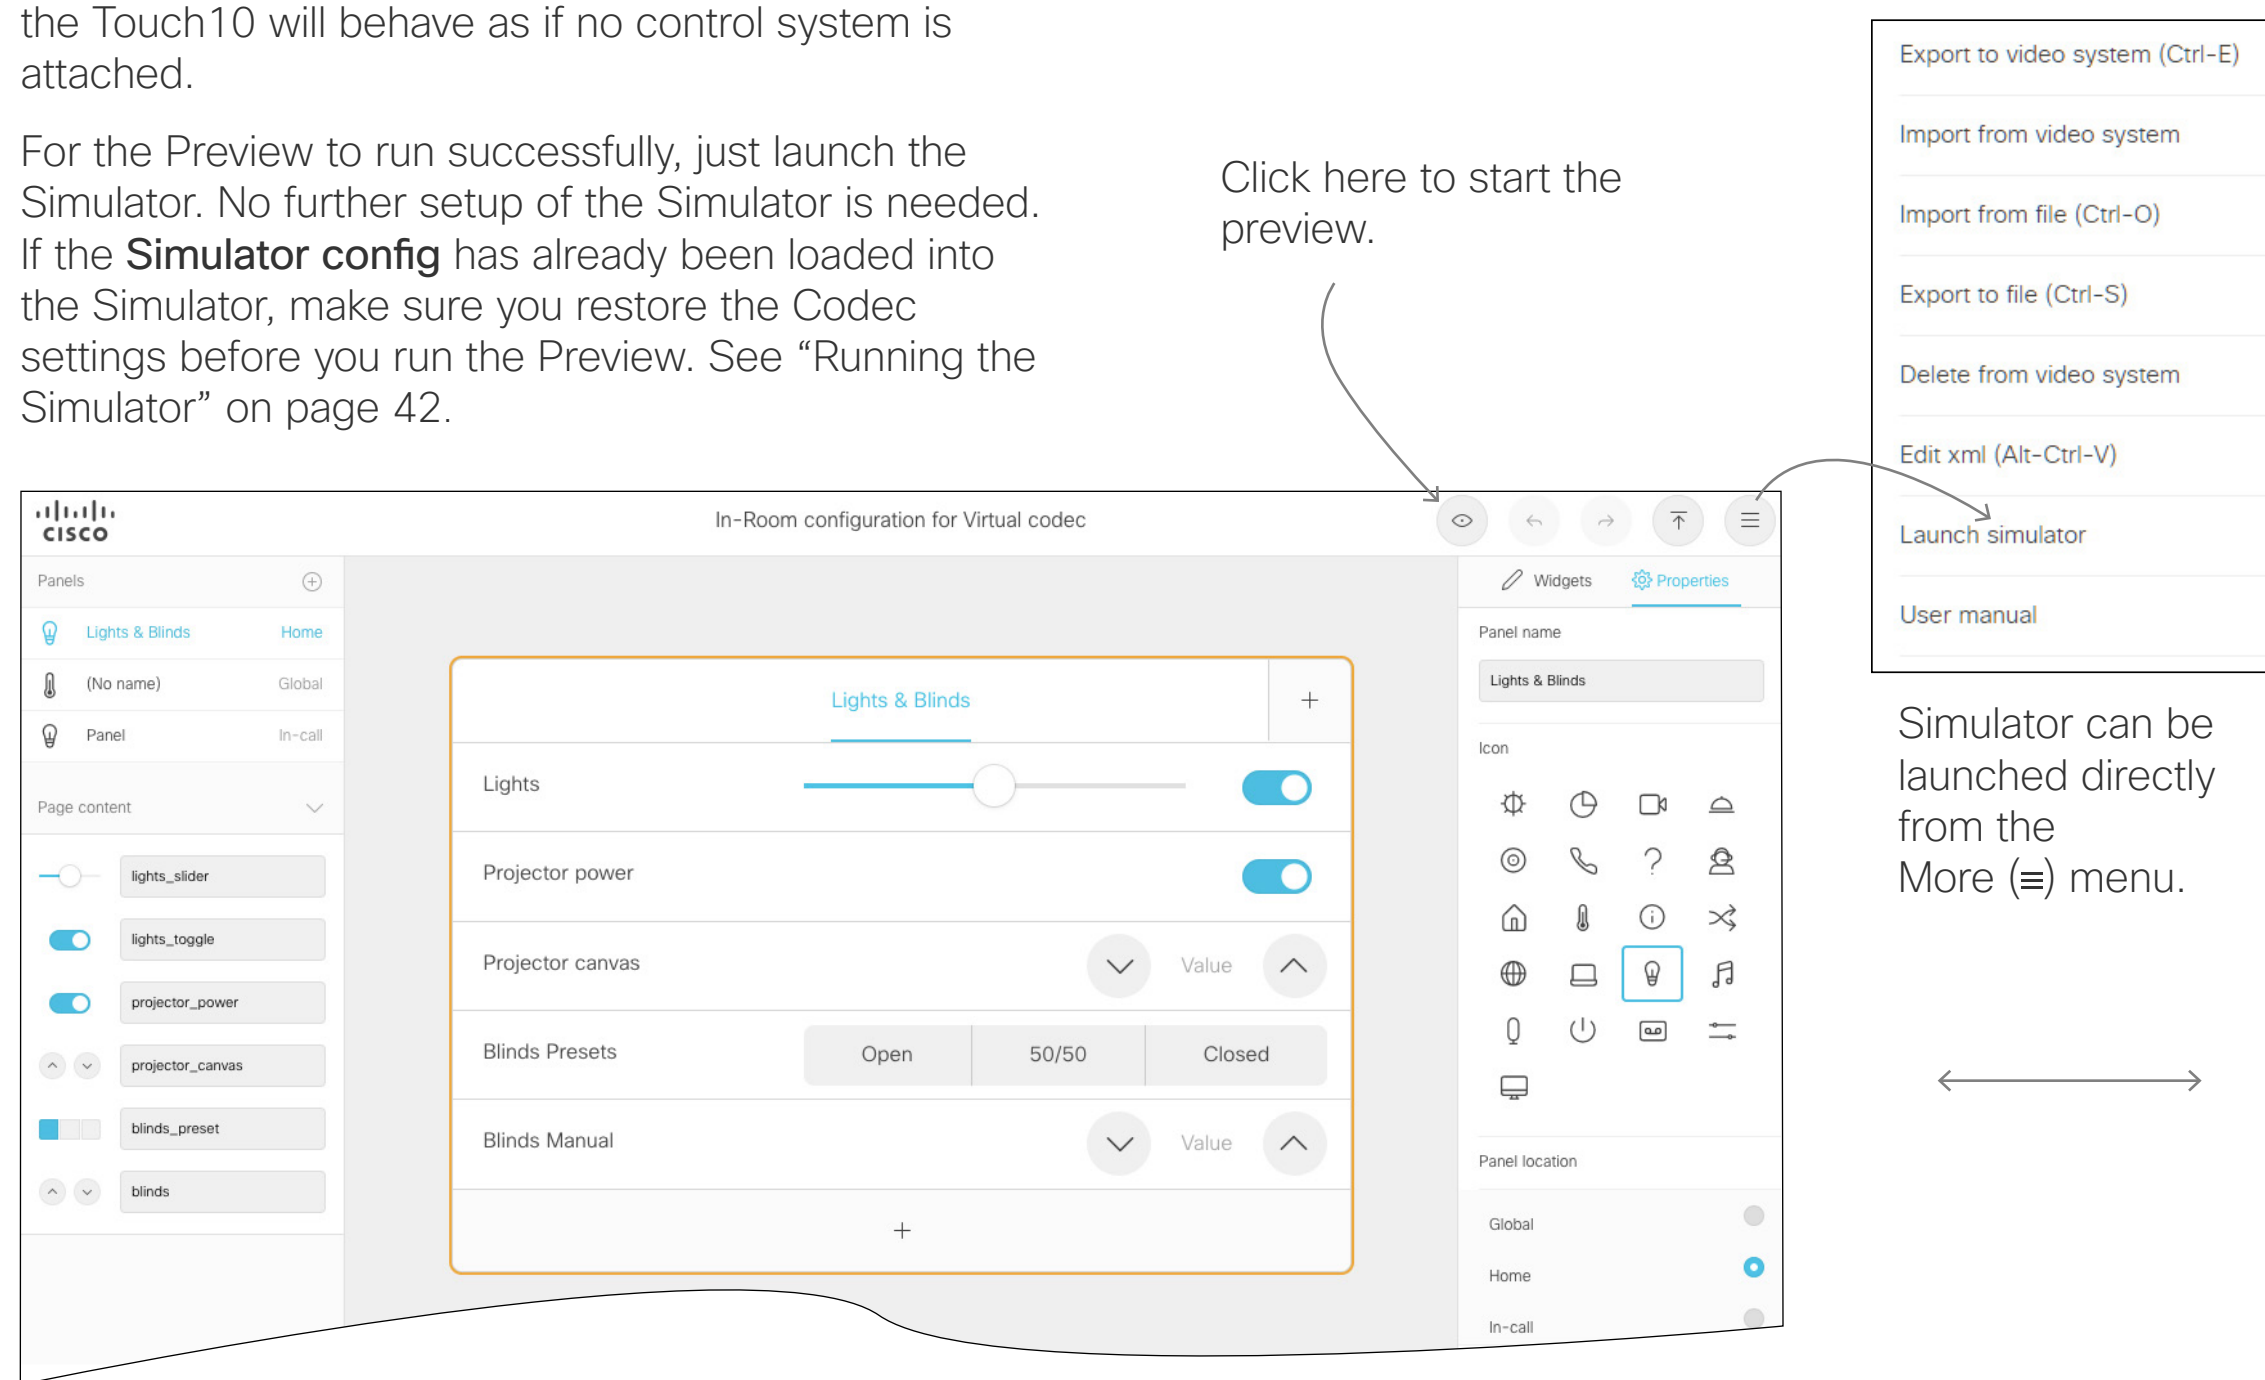 the Touch10 will behave as if no control system is
attached.
For the Preview to run successfully, just launch the
Simulator. No further setup of the Simulator is needed.
If the Simulator config has already been loaded into
the Simulator, make sure you restore the Codec
settings before you run the Preview. See “Running the
Simulator” on page 42.
Click here to start the
preview.
Export to video system (Ctrl-E)
Import from video system
Import from file (Ctrl-O)
Export to file (Ctrl-S)
Delete from video system
Edit xml (Alt-Ctrl-V)
Launch simulator
User manual
Simulator can be
launched directly
from the
More (≡) menu.
CISCO
In-Room configuration for Virtual codec
Panels
Lights & Blinds Home
(No name) Global
Panel In-call
Page content
lights_slider
lights_toggle
projector_power
projector_canvas
blinds_preset
blinds
Lights & Blinds +
Lights
Projector power
Projector canvas Value
Blinds Presets Open 50/50 Closed
Blinds Manual Value
+
Widgets Properties
Panel name
Lights & Blinds
Icon
Panel location
Global
Home
In-call